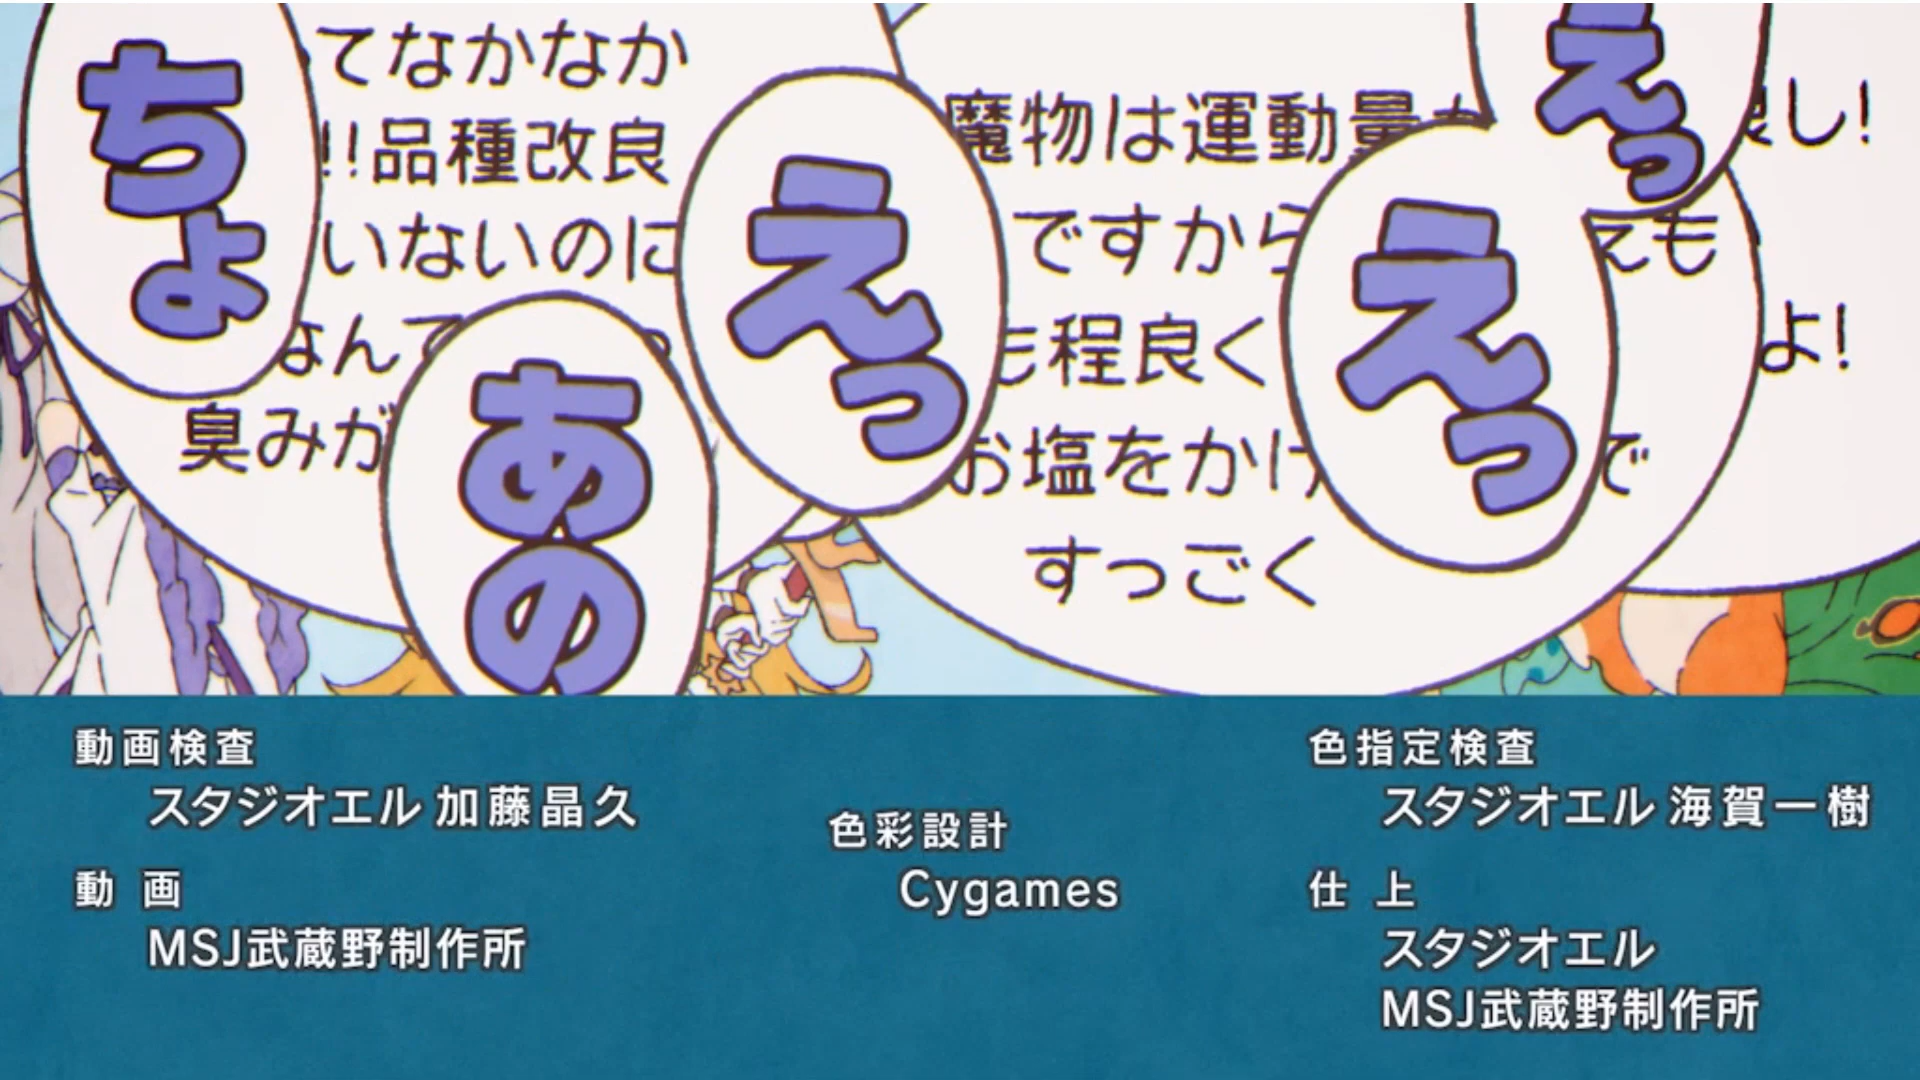 ちょ
てなかなか
!!品種改良
いないのに
なんて
臭みが
あの
えっ
魔物は運動量
ですから
も程良く
お塩をかけ
すっごく
えっ
えっ
し!
ても
よ!
で
動画検査
スタジオエル 加藤晶久
動 画
MSJ武蔵野制作所
色彩設計
Cygames
色指定検査
スタジオエル 海賀一樹
仕 上
スタジオエル
MSJ武蔵野制作所